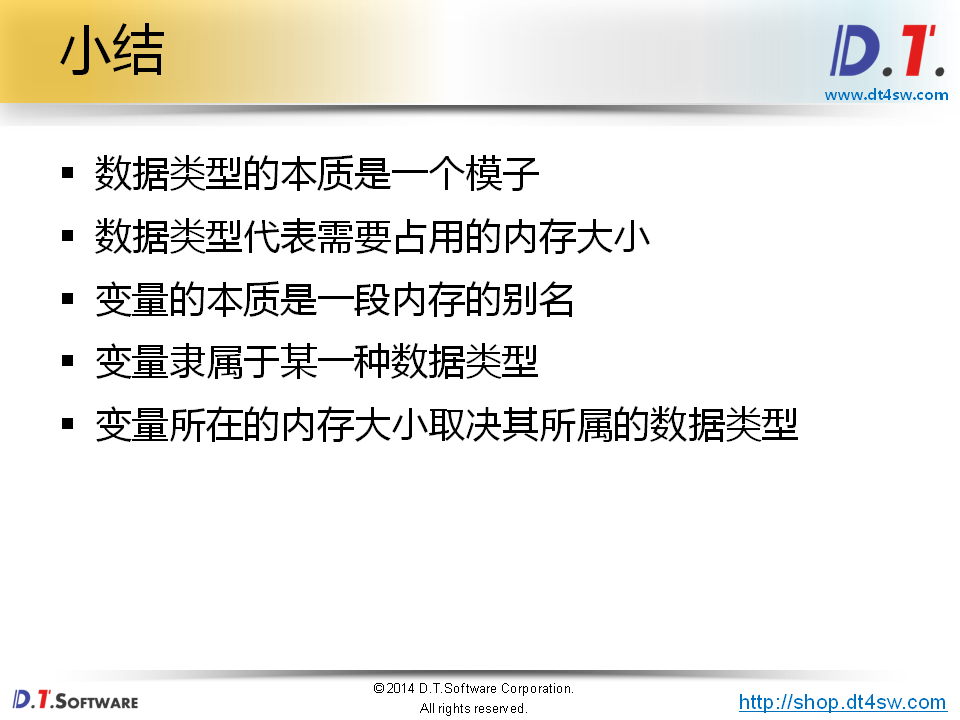 小结
D.T.
www.dt4sw.com
▪ 数据类型的本质是一个模子
▪ 数据类型代表需要占用的内存大小
▪ 变量的本质是一段内存的别名
▪ 变量隶属于某一种数据类型
▪ 变量所在的内存大小取决其所属的数据类型
D.T.SOFTWARE
©2014 D.T.Software Corporation.
All rights reserved.
http://shop.dt4sw.com